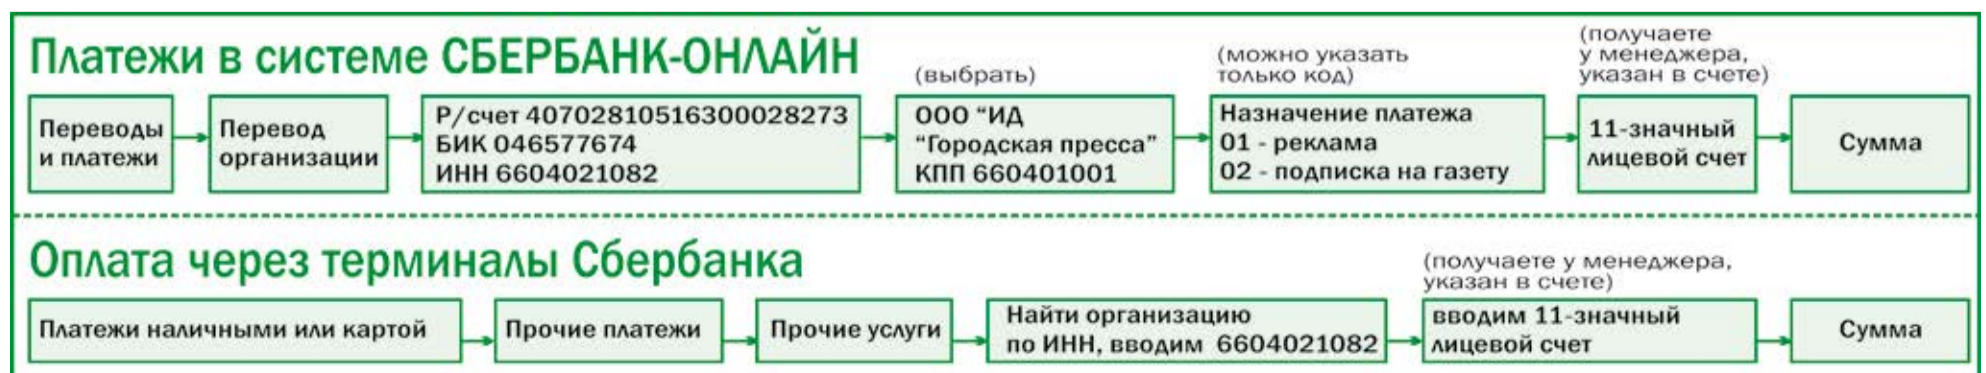 Платежи в системе СБЕРБАНК-ОНЛАЙН
Переводы
и платежи
Перевод
организации
Р/счет 40702810516300028273
БИК 046577674
ИНН 6604021082
(выбрать)
ООО “ИД
“Городская пресса”
КПП 660401001
(можно указать
только код)
Назначение платежа
01 - реклама
02 - подписка на газету
(получаете
у менеджера,
указан в счете)
11-значный
лицевой счет
Сумма
Оплата через терминалы Сбербанка
Платежи наличными или картой
Прочие платежи
Прочие услуги
Найти организацию
по ИНН, вводим 6604021082
(получаете у менеджера,
указан в счете)
вводим 11-значный
лицевой счет
Сумма